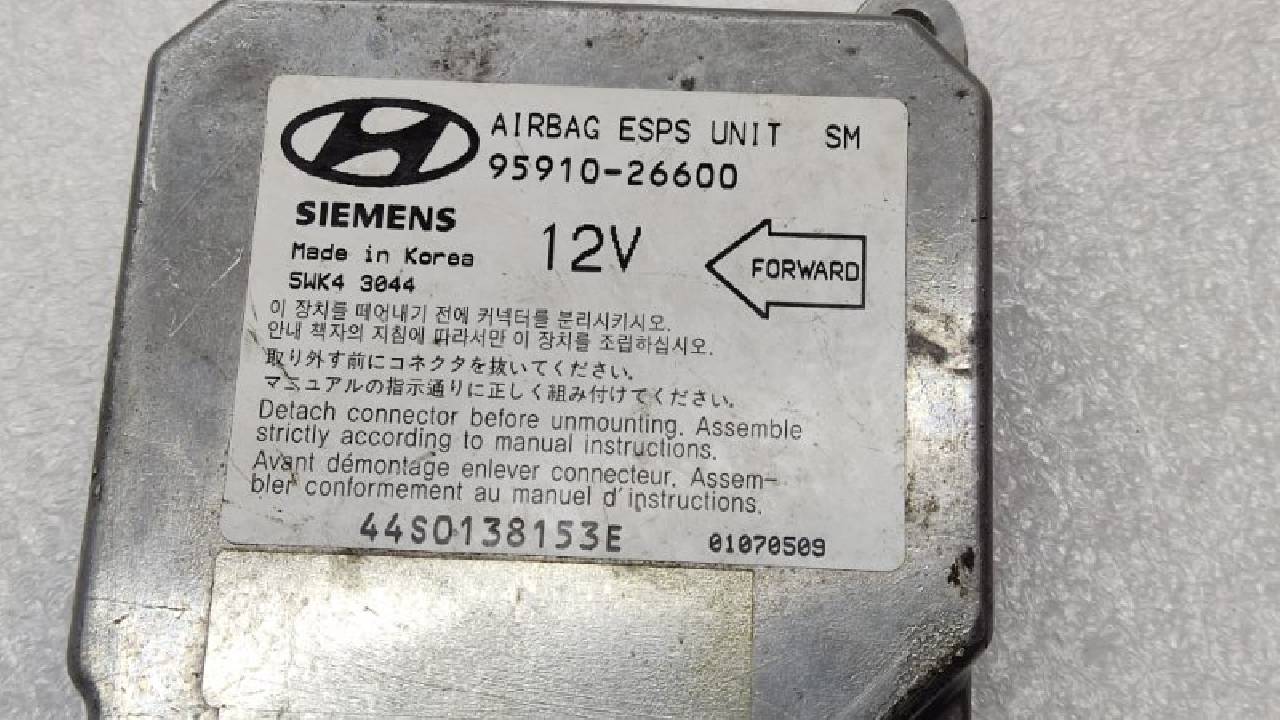 AIRBAG ESPS UNIT SM
95910-26600
SIEMENS
Made in Korea
5WK4 3044
12V
FORWARD
이 장치를 떼어내기 전에 커넥터를 분리시키시오.
안내 책자의 지침에 따라서만 이 장치를 조립하십시오.
取り外す前にコネクタを抜いてください。
マニュアルの指示通りに正しく組み付けてください。
Detach connector before unmounting. Assemble
strictly according to manual instructions.
Avant démontage enlever connecteur. Assem-
bler conformement au manuel d'instructions.
44S0138153E
01070509